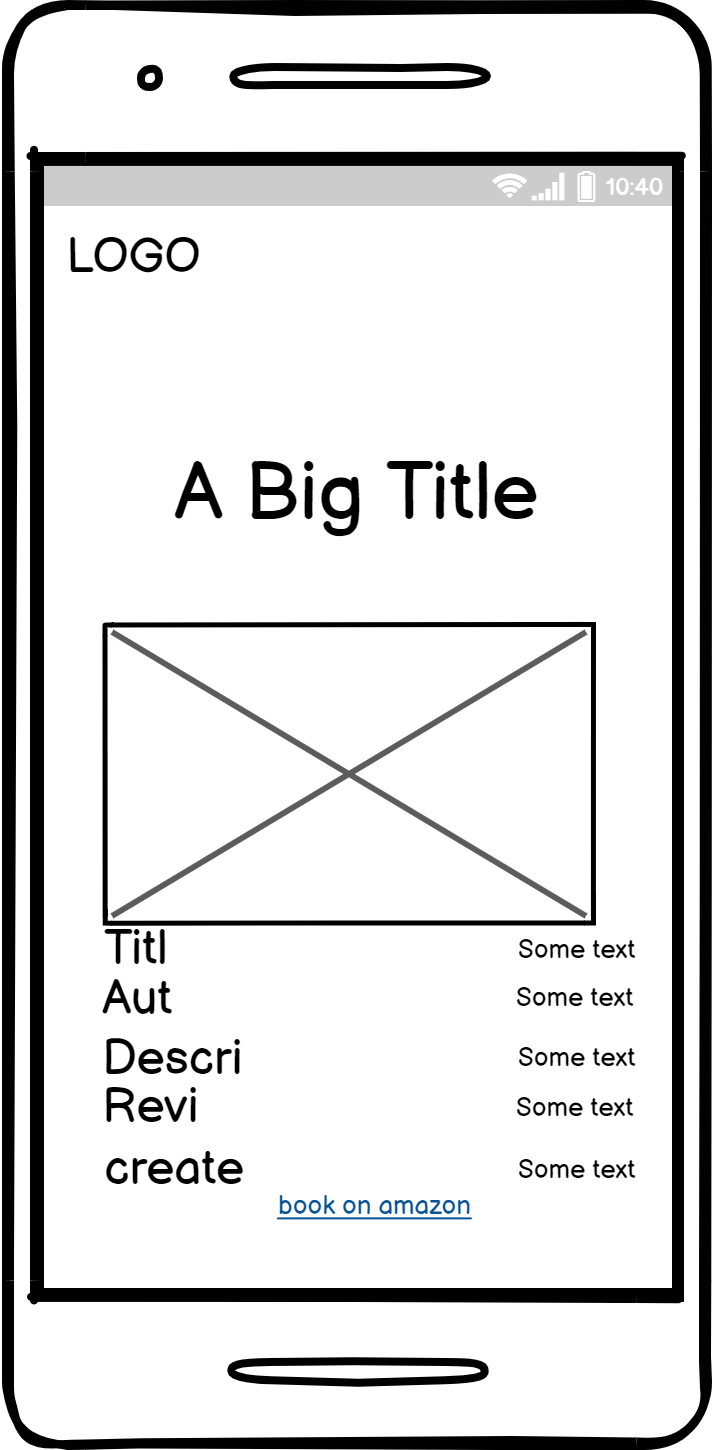 10:40
LOGO
A Big Title
Titl Some text
Aut Some text
Descri Some text
Revi Some text
create Some text
book on amazon